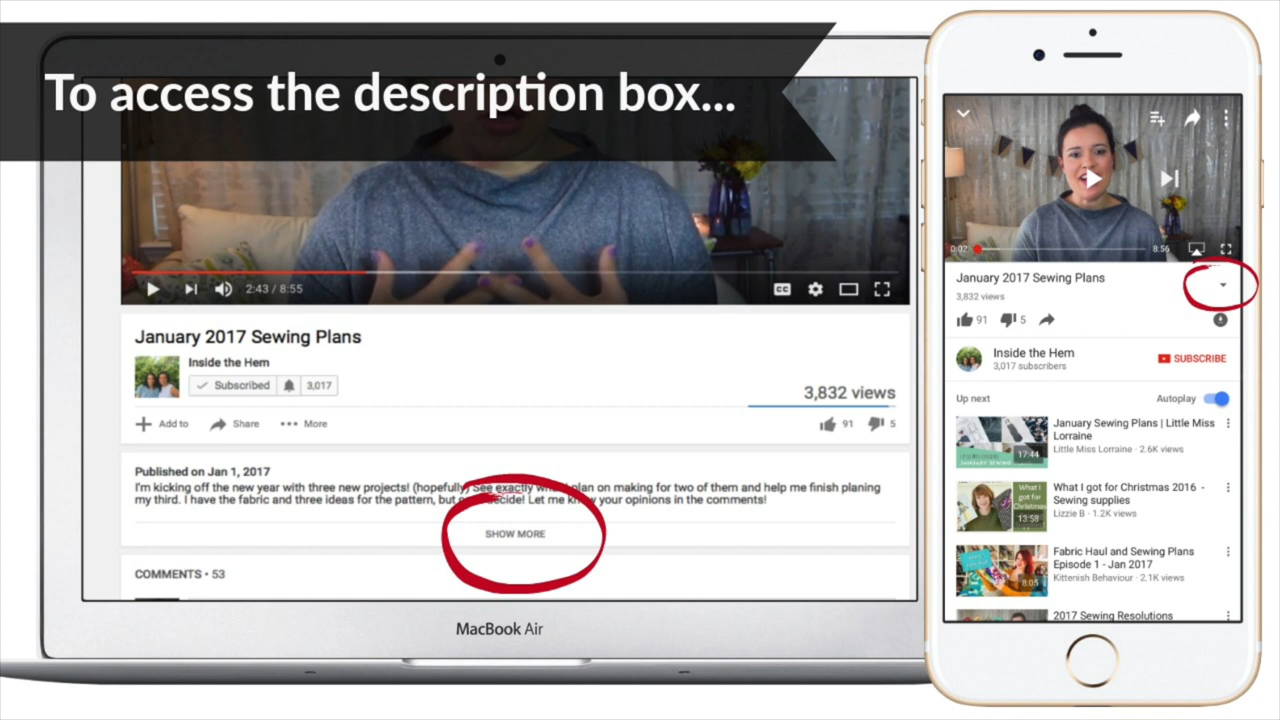 To access the description box...
2:43 / 8:55
CC
January 2017 Sewing Plans
Inside the Hem
Subscribed 3,017
3,832 views
Add to Share More
91 5
Published on Jan 1, 2017
I'm kicking off the new year with three new projects! (hopefully) See exactly plan on making for two of them and help me finish planing
my third. I have the fabric and three ideas for the pattern, but decide! Let me know your opinions in the comments!
SHOW MORE
COMMENTS • 53
MacBook Air
0:02 8:56
January 2017 Sewing Plans
3,832 views
91 5
Inside the Hem
3,017 subscribers
SUBSCRIBE
Up next Autoplay
January Sewing Plans | Little Miss
Lorraine
Little Miss Lorraine · 2.6K views
17:44
What I got for Christmas 2016 -
Sewing supplies
Lizzie B · 1.2K views
What I
got for
Christmas
13:58
Fabric Haul and Sewing Plans
Episode 1 - Jan 2017
Kittenish Behaviour · 2.1K views
8:05
2017 Sewing Resolutions